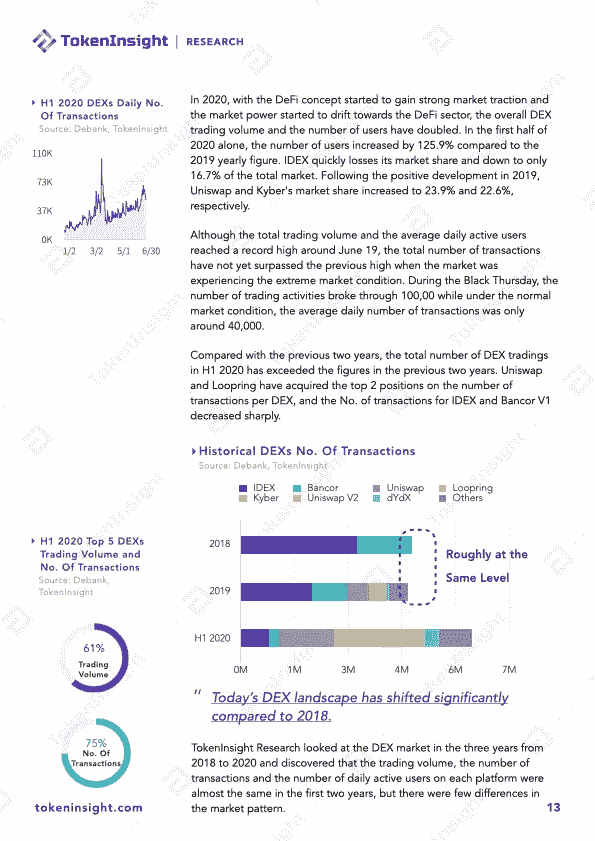 TokenInsight | RESEARCH
H1 2020 DEXs Daily No.
Of Transactions
Source: Debank, TokenInsight
110K
73K
37K
0K
1/2 3/2 5/1 6/30
In 2020, with the DeFi concept started to gain strong market traction and
the market power started to drift towards the DeFi sector, the overall DEX
trading volume and the number of users have doubled. In the first half of
2020 alone, the number of users increased by 125.9% compared to the
2019 yearly figure. IDEX quickly losses its market share and down to only
16.7% of the total market. Following the positive development in 2019,
Uniswap and Kyber's market share increased to 23.9% and 22.6%,
respectively.
Although the total trading volume and the average daily active users
reached a record high around June 19, the total number of transactions
have not yet surpassed the previous high when the market was
experiencing the extreme market condition. During the Black Thursday, the
number of trading activities broke through 100,00 while under the normal
market condition, the average daily number of transactions was only
around 40,000.
Compared with the previous two years, the total number of DEX tradings
in H1 2020 has exceeded the figures in the previous two years. Uniswap
and Loopring have acquired the top 2 positions on the number of
transactions per DEX, and the No. of transactions for IDEX and Bancor V1
decreased sharply.
Historical DEXs No. Of Transactions
Source: Debank, TokenInsight
IDEX Bancor Uniswap Loopring
Kyber Uniswap V2 dYdX Others
2018
2019
H1 2020
Roughly at the
Same Level
0M 1M 3M 4M 6M 7M
H1 2020 Top 5 DEXs
Trading Volume and
No. Of Transactions
Source: Debank,
TokenInsight
61%
Trading
Volume
75%
No. Of
Transactions
“ Today's DEX landscape has shifted significantly
compared to 2018.
TokenInsight Research looked at the DEX market in the three years from
2018 to 2020 and discovered that the trading volume, the number of
transactions and the number of daily active users on each platform were
almost the same in the first two years, but there were few differences in
the market pattern.
tokeninsight.com
13